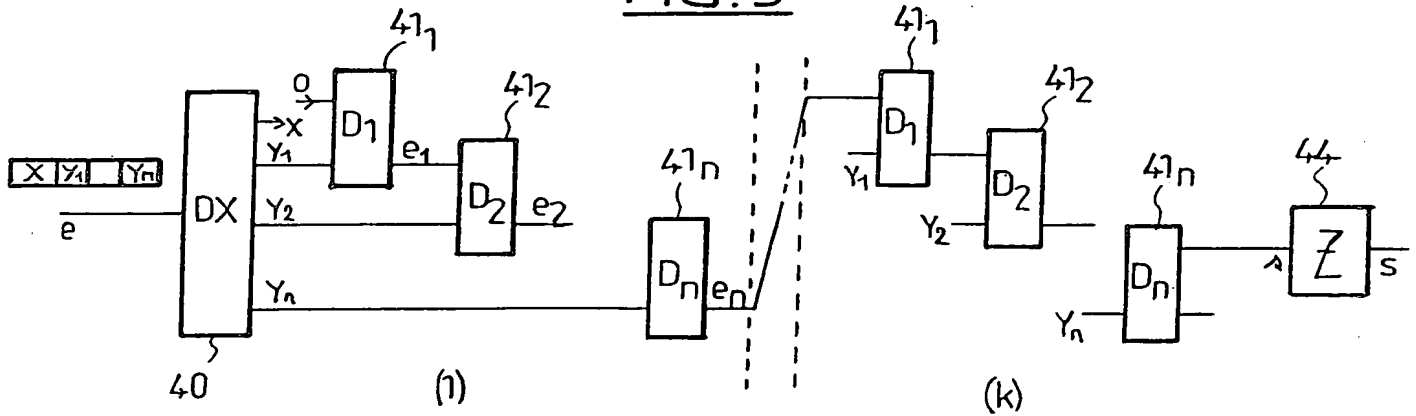 41₁
41₁
41₂
41₂
O
D₁
X
D₁
X Y₁ Yₙ
Y₁
e₁
Y₁
D₂
41ₙ
44
DX
Y₂
D₂
e₂
41ₙ
e
Y₂
Z
s
S
Dₙ
Dₙ
Yₙ
eₙ
Yₙ
40
(1)
(k)